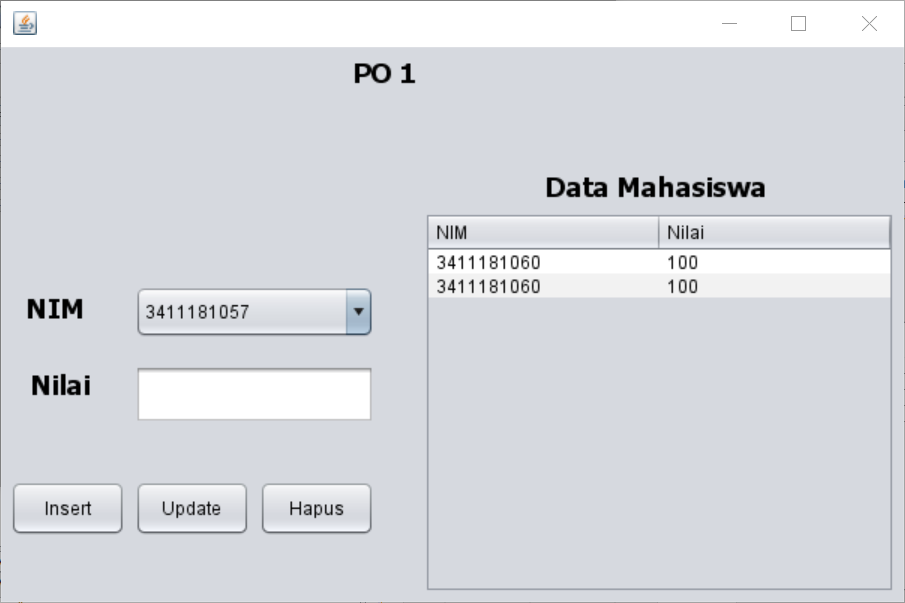 PO 1
Data Mahasiswa
NIM Nilai
3411181060 100
3411181060 100
NIM 3411181057
Nilai
Insert Update Hapus